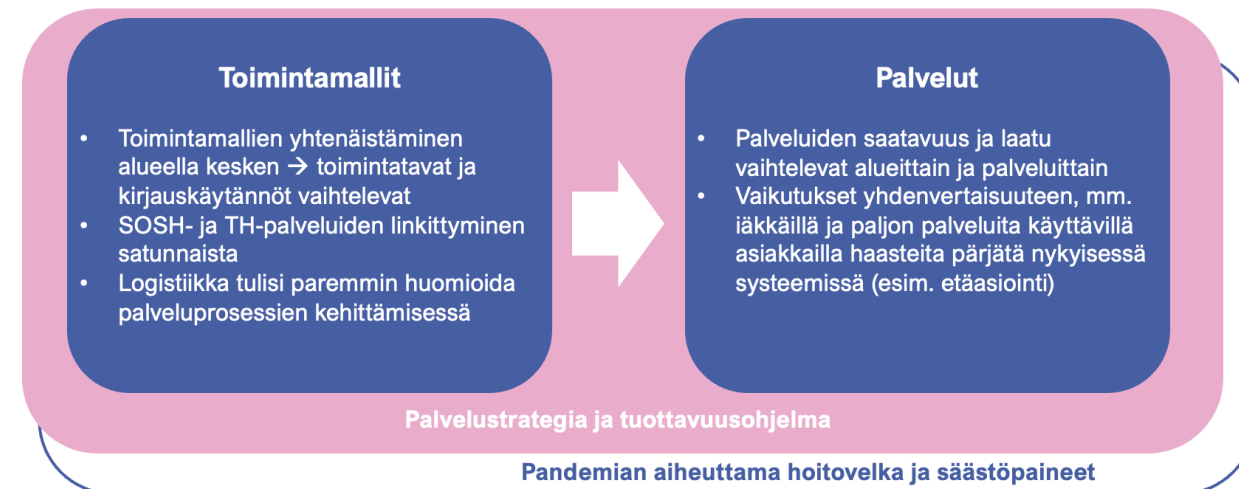 Toimintamallit
• Toimintamallien yhtenäistäminen
alueella kesken → toimintatavat ja
kirjauskäytännöt vaihtelevat
• SOSH- ja TH-palveluiden linkittyminen
satunnaista
• Logistiikka tulisi paremmin huomioida
palveluprosessien kehittämisessä
Palvelut
• Palveluiden saatavuus ja laatu
vaihtelevat alueittain ja palveluittain
• Vaikutukset yhdenvertaisuuteen, mm.
iäkkäillä ja paljon palveluita käyttävillä
asiakkailla haasteita pärjätä nykyisessä
systeemissä (esim. etäasiointi)
Palvelustrategia ja tuottavuusohjelma
Pandemian aiheuttama hoitovelka ja säästöpaineet